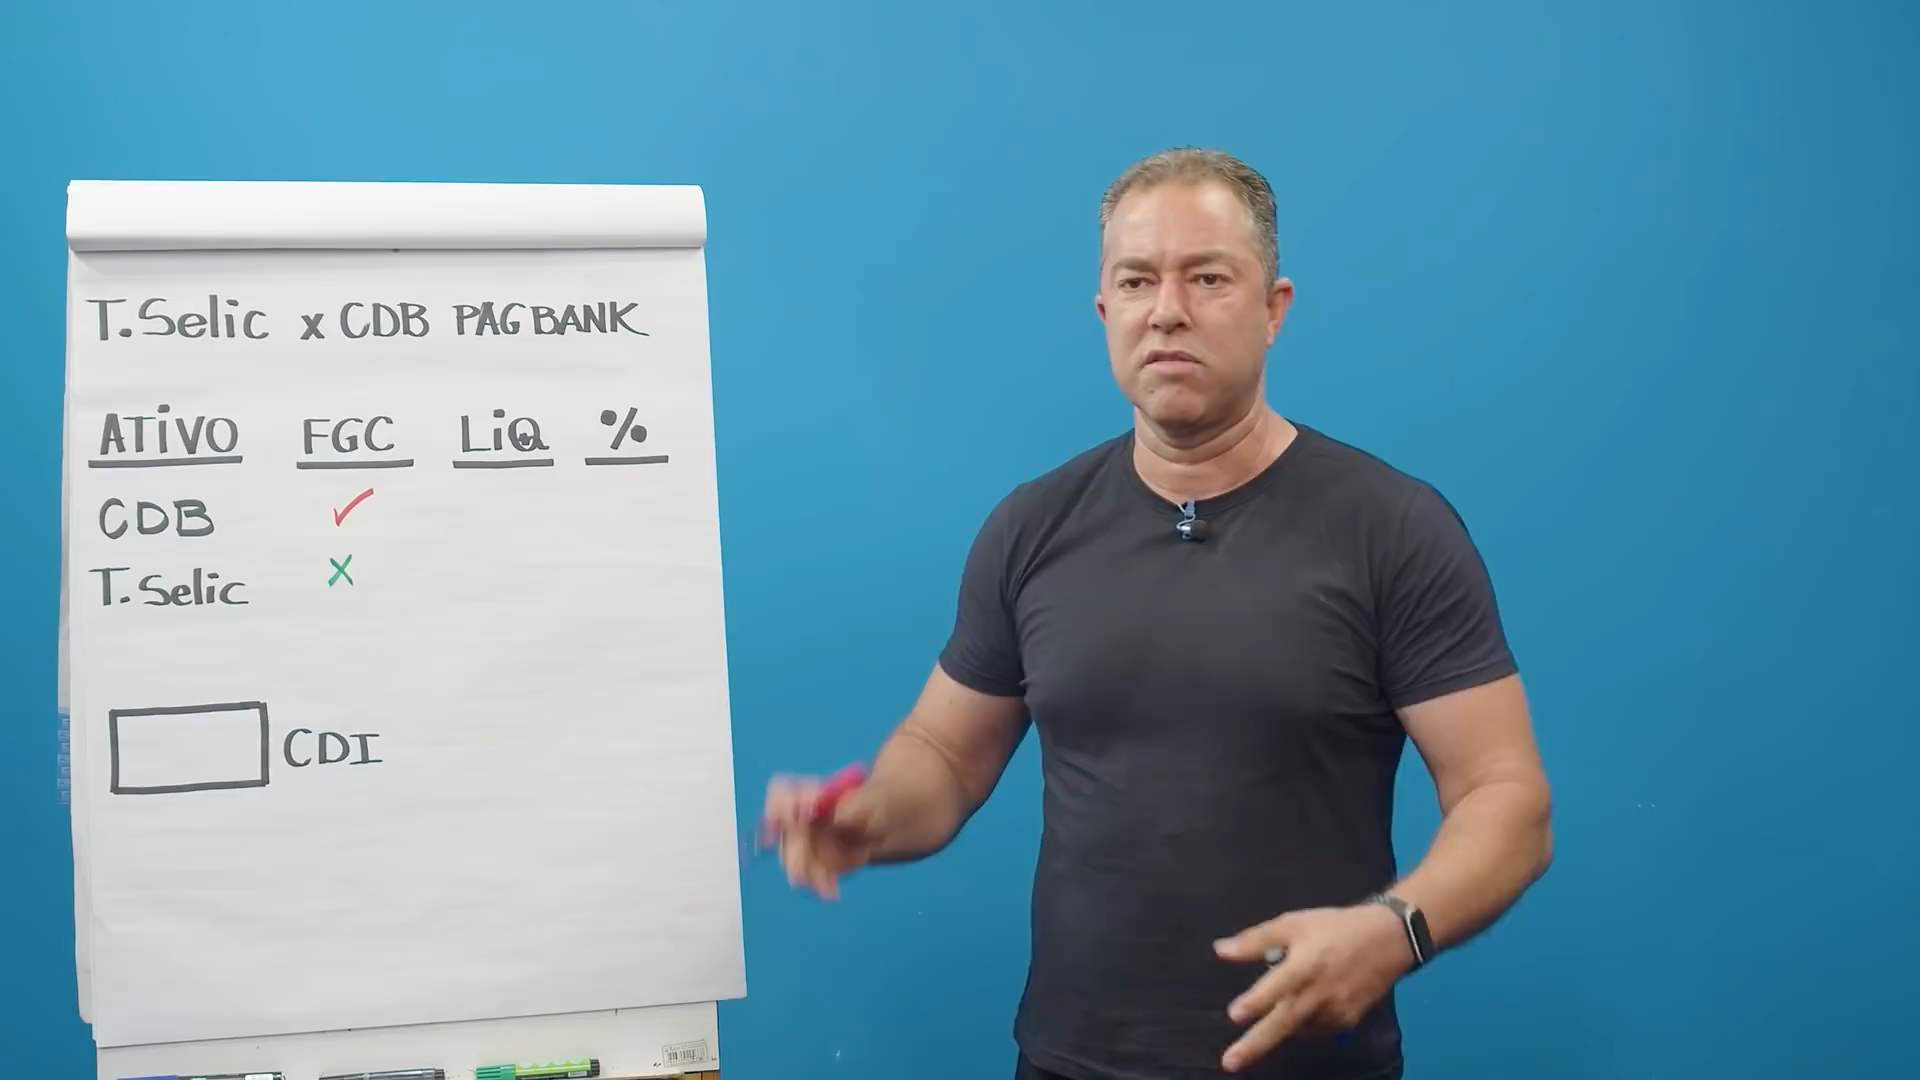 T. Selic x CDB PAGBANK
ATiVO FGC LiQ %
CDB ✓
T. Selic X
CDI